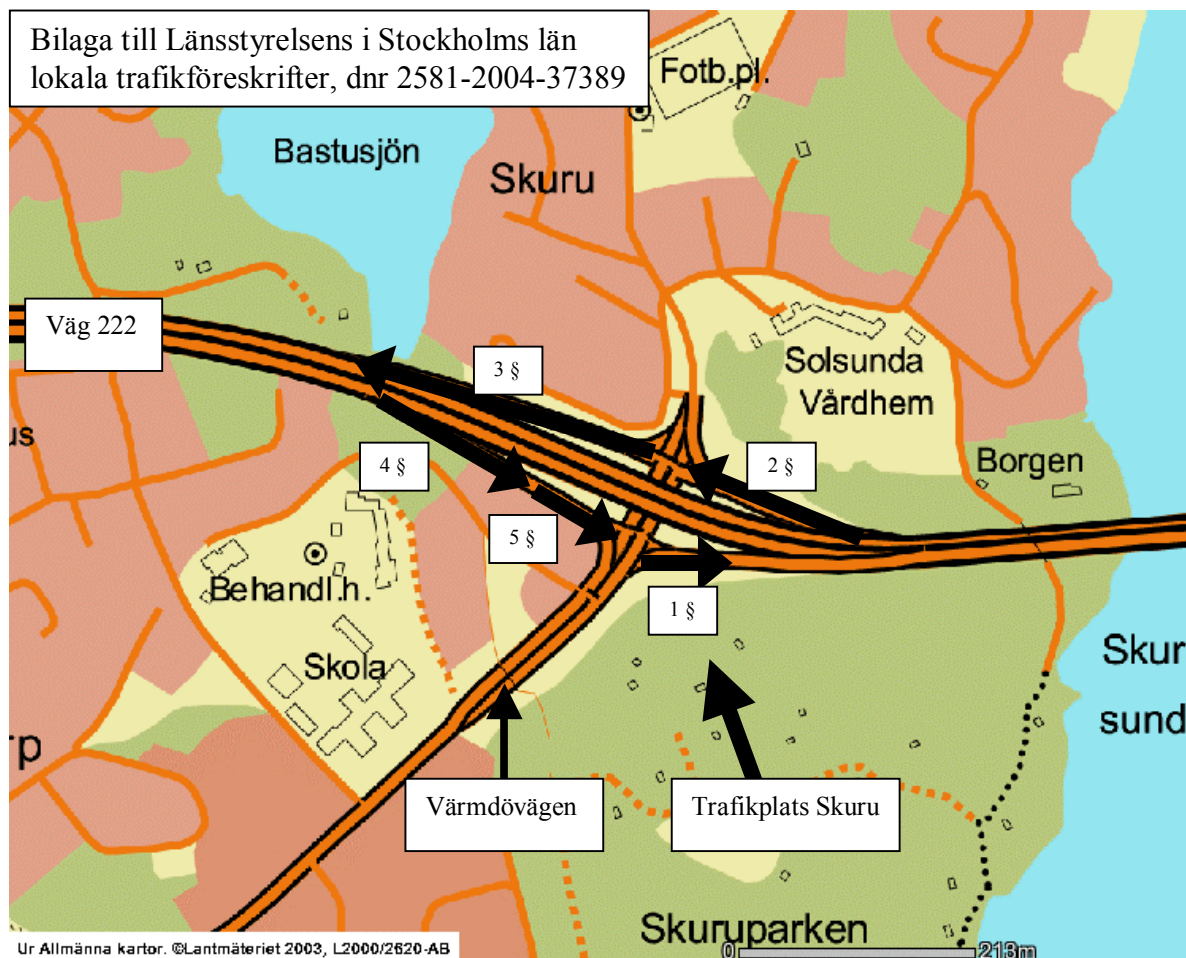 Bilaga till Länsstyrelsens i Stockholms län
lokala trafikföreskrifter, dnr 2581-2004-37389
Fotb.pl.
Bastusjön
Skuru
Väg 222
3 §
Solsunda
Vårdhem
us
4 §
2 §
Borgen
5 §
Behandl.h.
1 §
Skola
Skur
sund
rp
Värmdövägen
Trafikplats Skuru
Skuruparken
Ur Allmänna kartor. ©Lantmäteriet 2003, L2000/2620-AB
0 213m